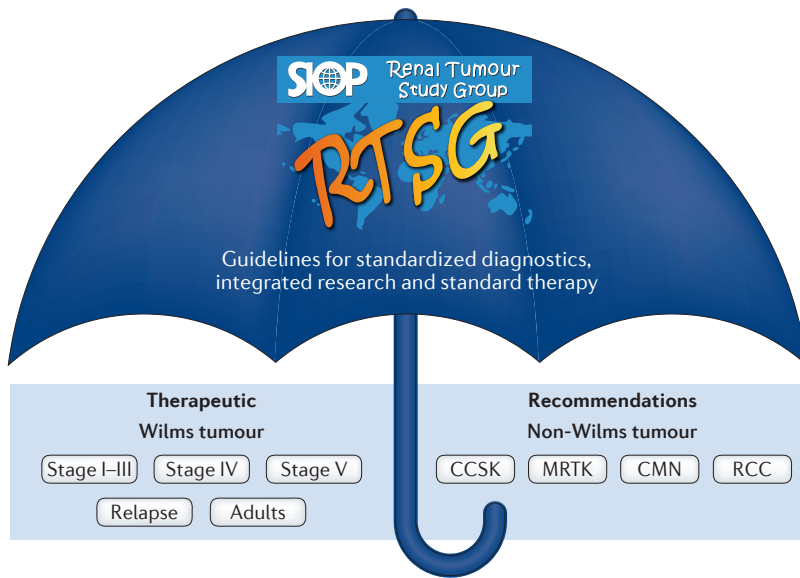 SIOP
Renal Tumour
Study Group
RTSG
Guidelines for standardized diagnostics,
integrated research and standard therapy
Therapeutic
Wilms tumour
Stage I–III
Stage IV
Stage V
Relapse
Adults
Recommendations
Non-Wilms tumour
CCSK
MRTK
CMN
RCC